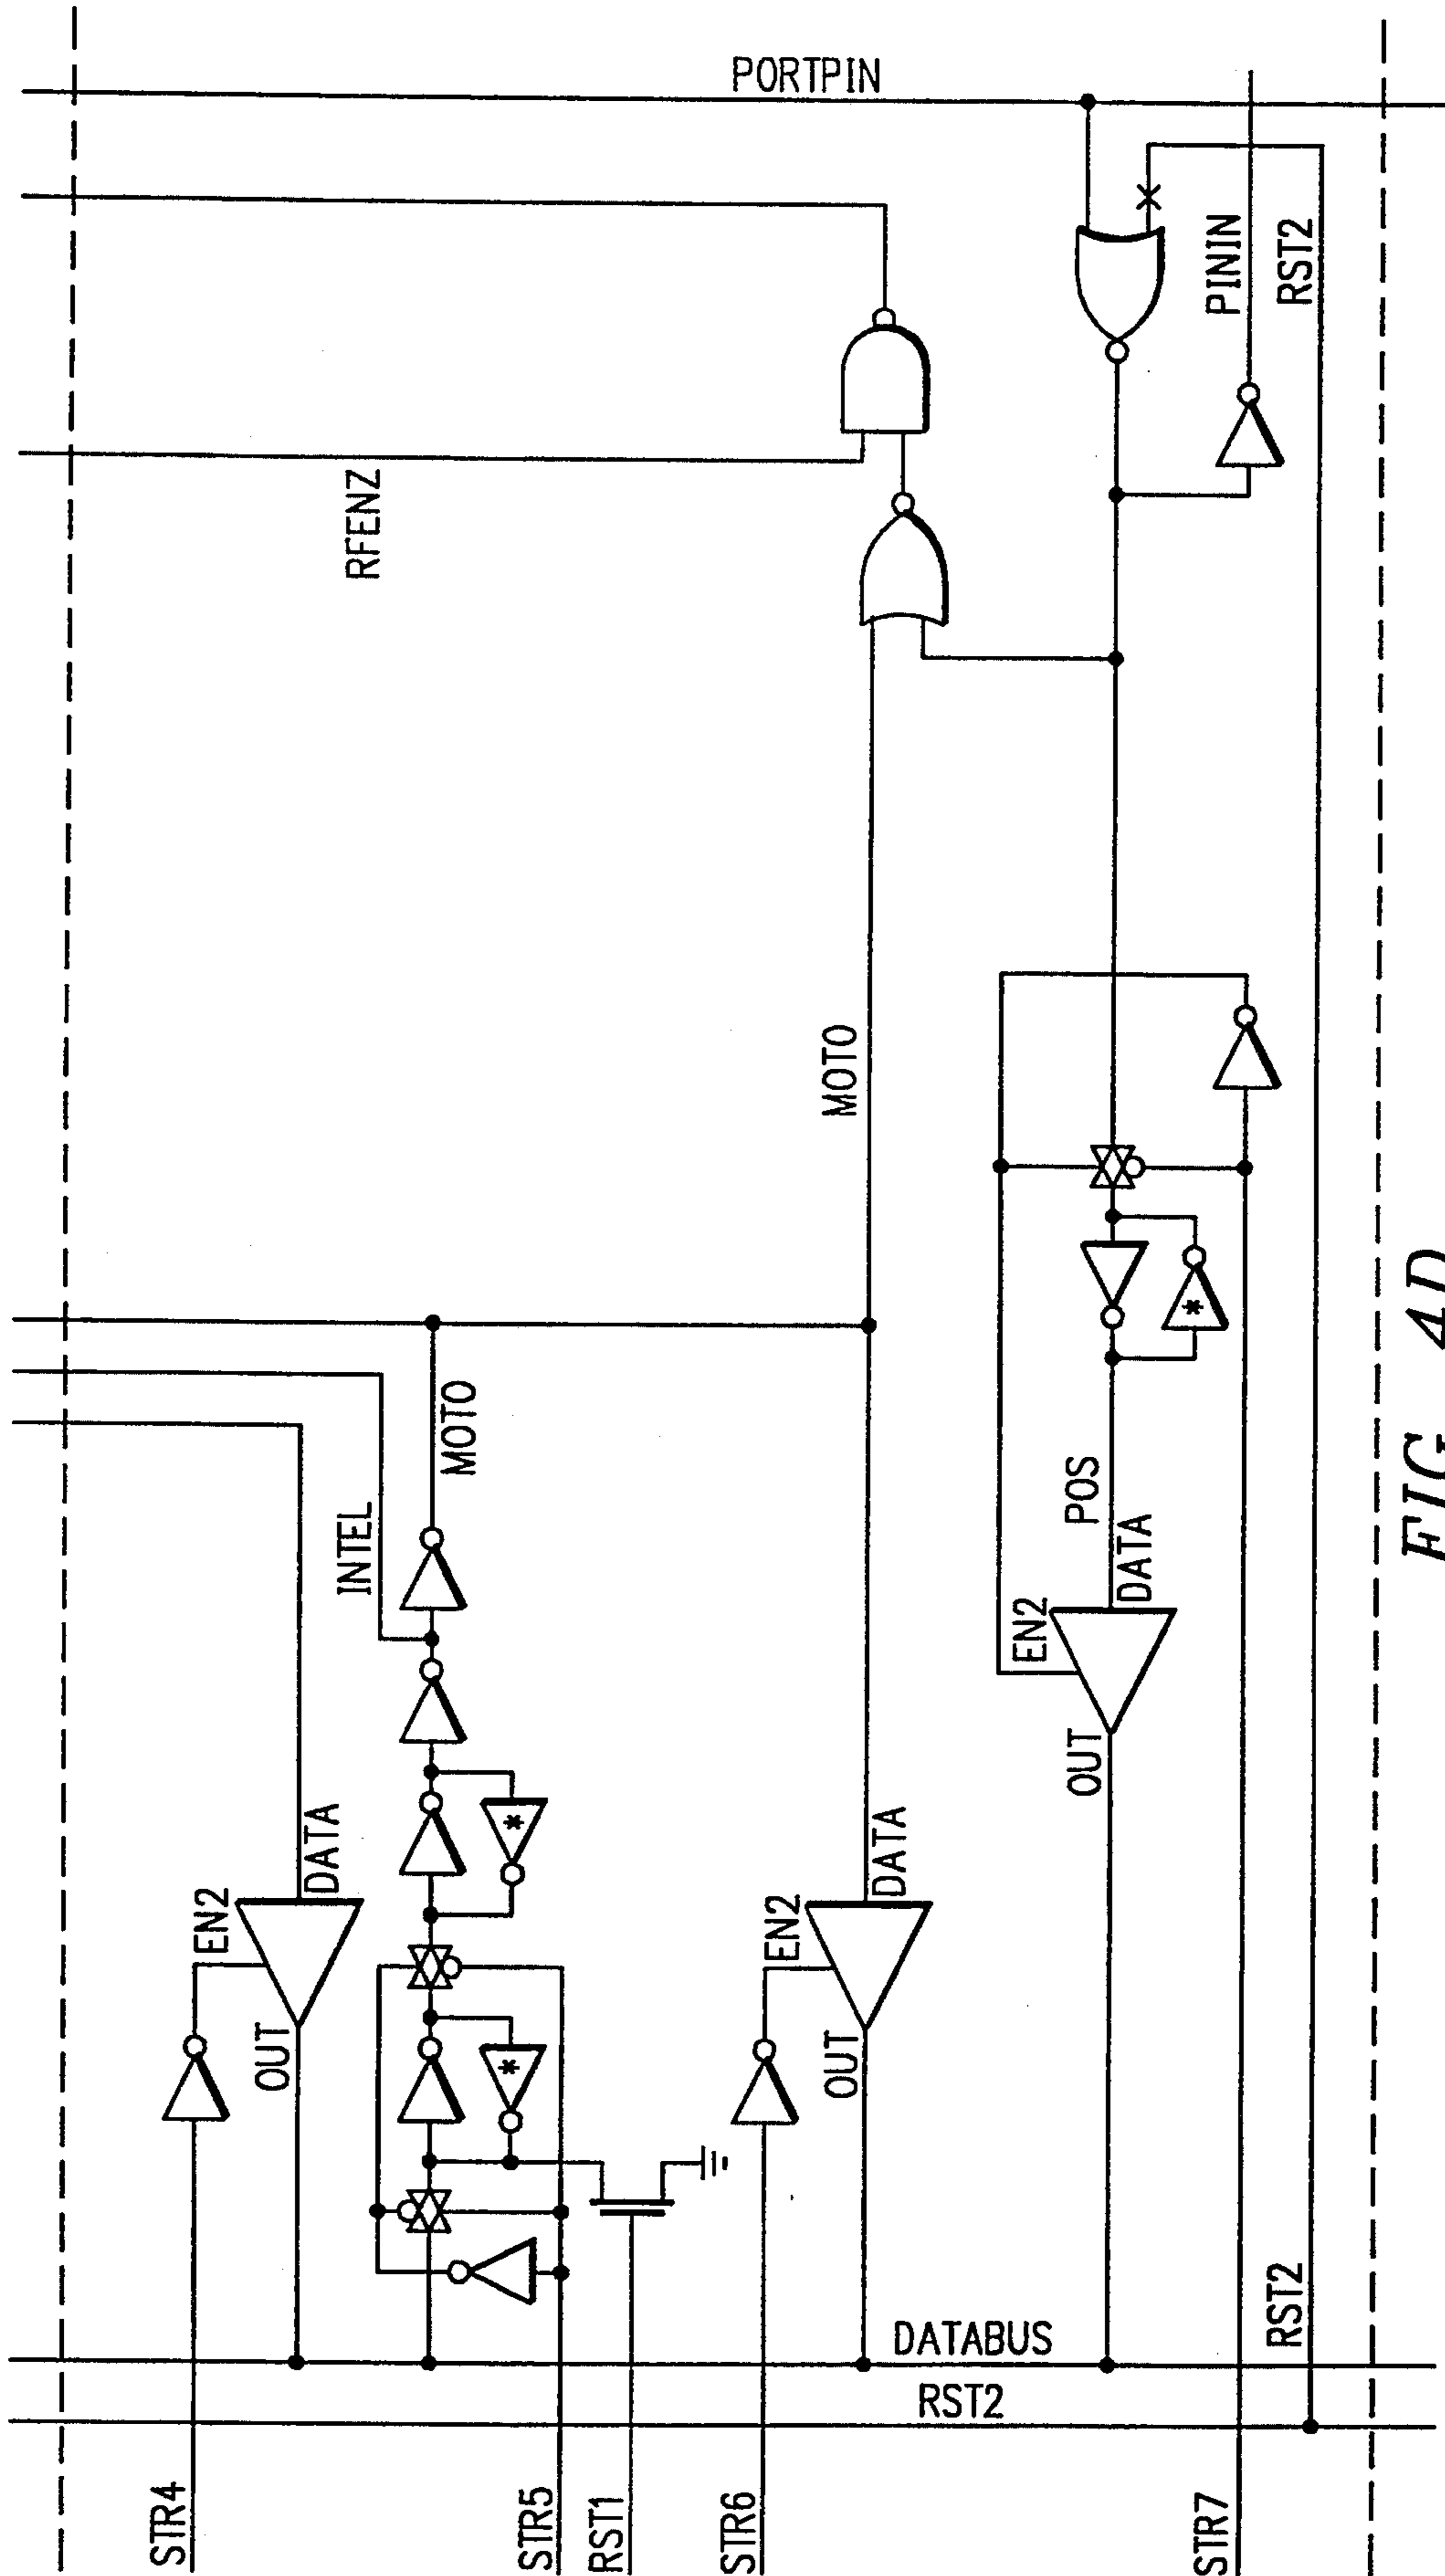 PORTPIN
RFENZ
PININ
RST2
MOTO
MOTO
INTEL
POS
DATA
EN2
OUT
DATA
EN2
OUT
DATA
EN2
OUT
*
*
*
DATABUS
RST2
RST2
STR4
STR5
RST1
STR6
STR7
FIG. 4D